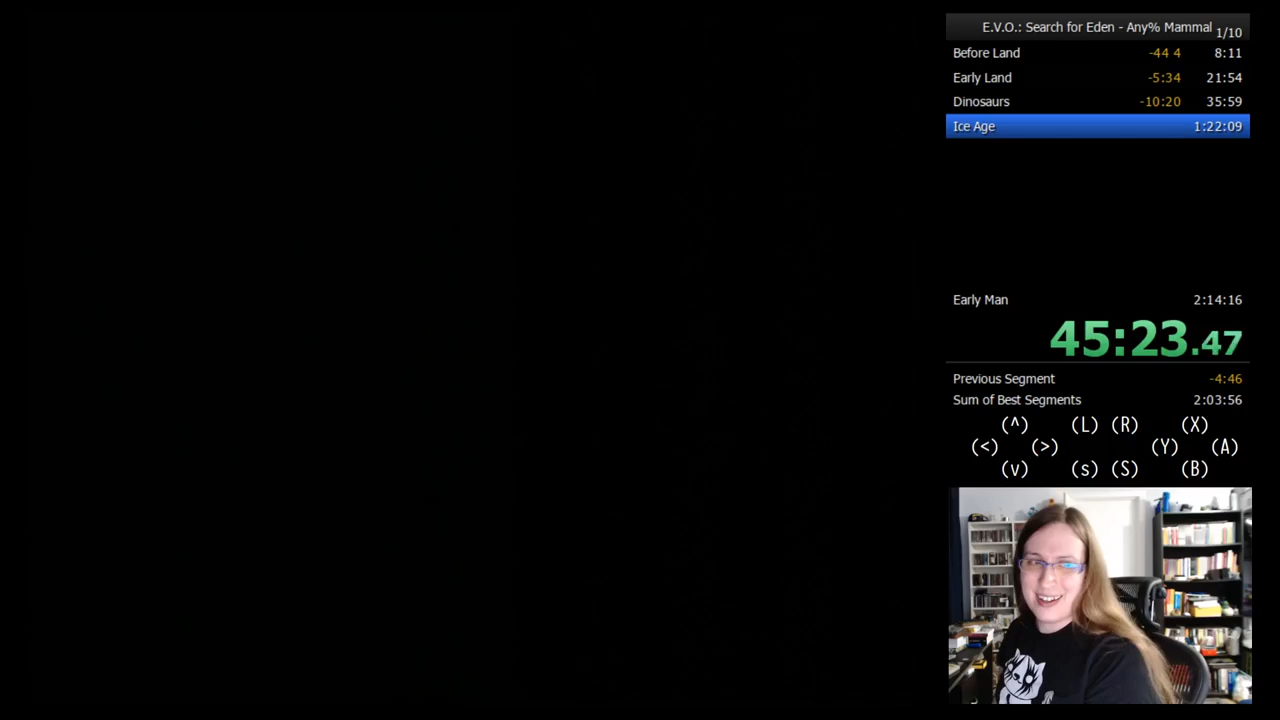 E.V.O.: Search for Eden - Any% Mammal 1/10
Before Land -44 4 8:11
Early Land -5:34 21:54
Dinosaurs -10:20 35:59
Ice Age 1:22:09
Early Man 2:14:16
45:23.47
Previous Segment -4:46
Sum of Best Segments 2:03:56
(^) (L) (R) (X)
(<) (>) (Y) (A)
(v) (s) (S) (B)